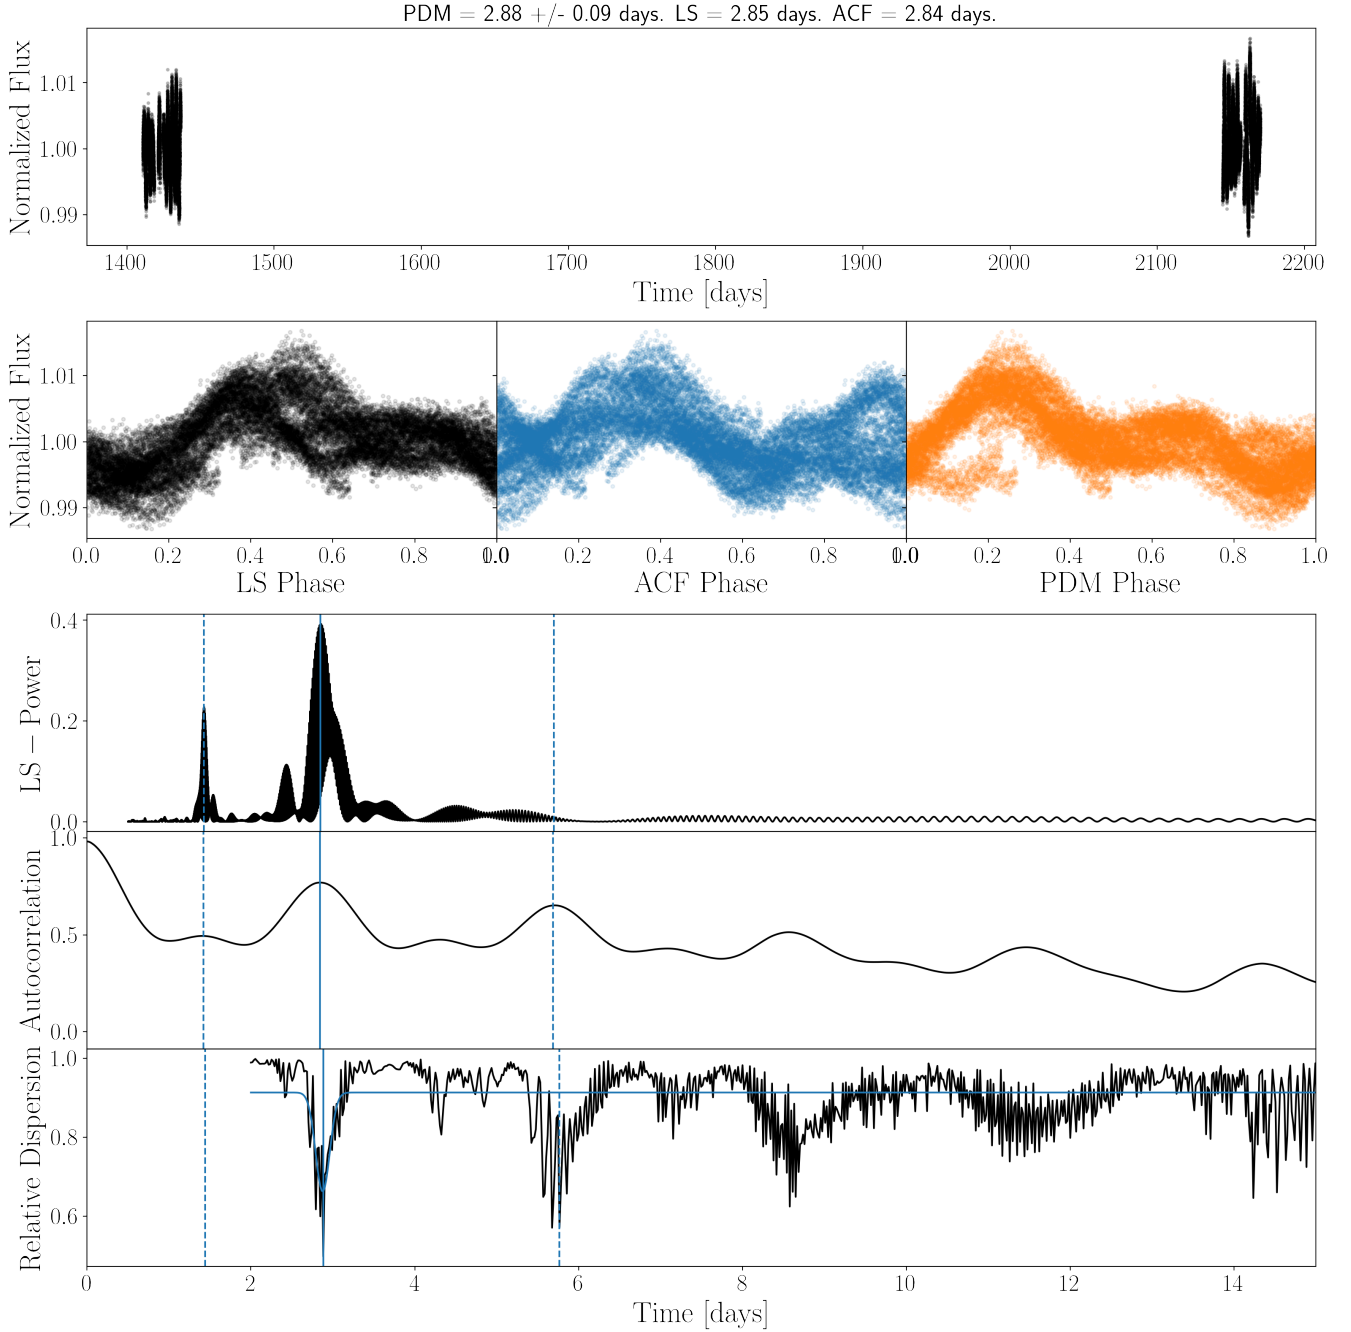 PDM = 2.88 +/- 0.09 days. LS = 2.85 days. ACF = 2.84 days.
Normalized Flux
1.01
1.00
0.99
1400 1500 1600 1700 1800 1900 2000 2100 2200
Time [days]
Normalized Flux
1.01
1.00
0.99
0.0 0.2 0.4 0.6 0.8 1.0
0.0 0.2 0.4 0.6 0.8 1.0
0.0 0.2 0.4 0.6 0.8 1.0
LS Phase
ACF Phase
PDM Phase
LS – Power
0.4
0.2
0.0
Autocorrelation
1.0
0.5
0.0
Relative Dispersion
1.0
0.8
0.6
0 2 4 6 8 10 12 14
Time [days]